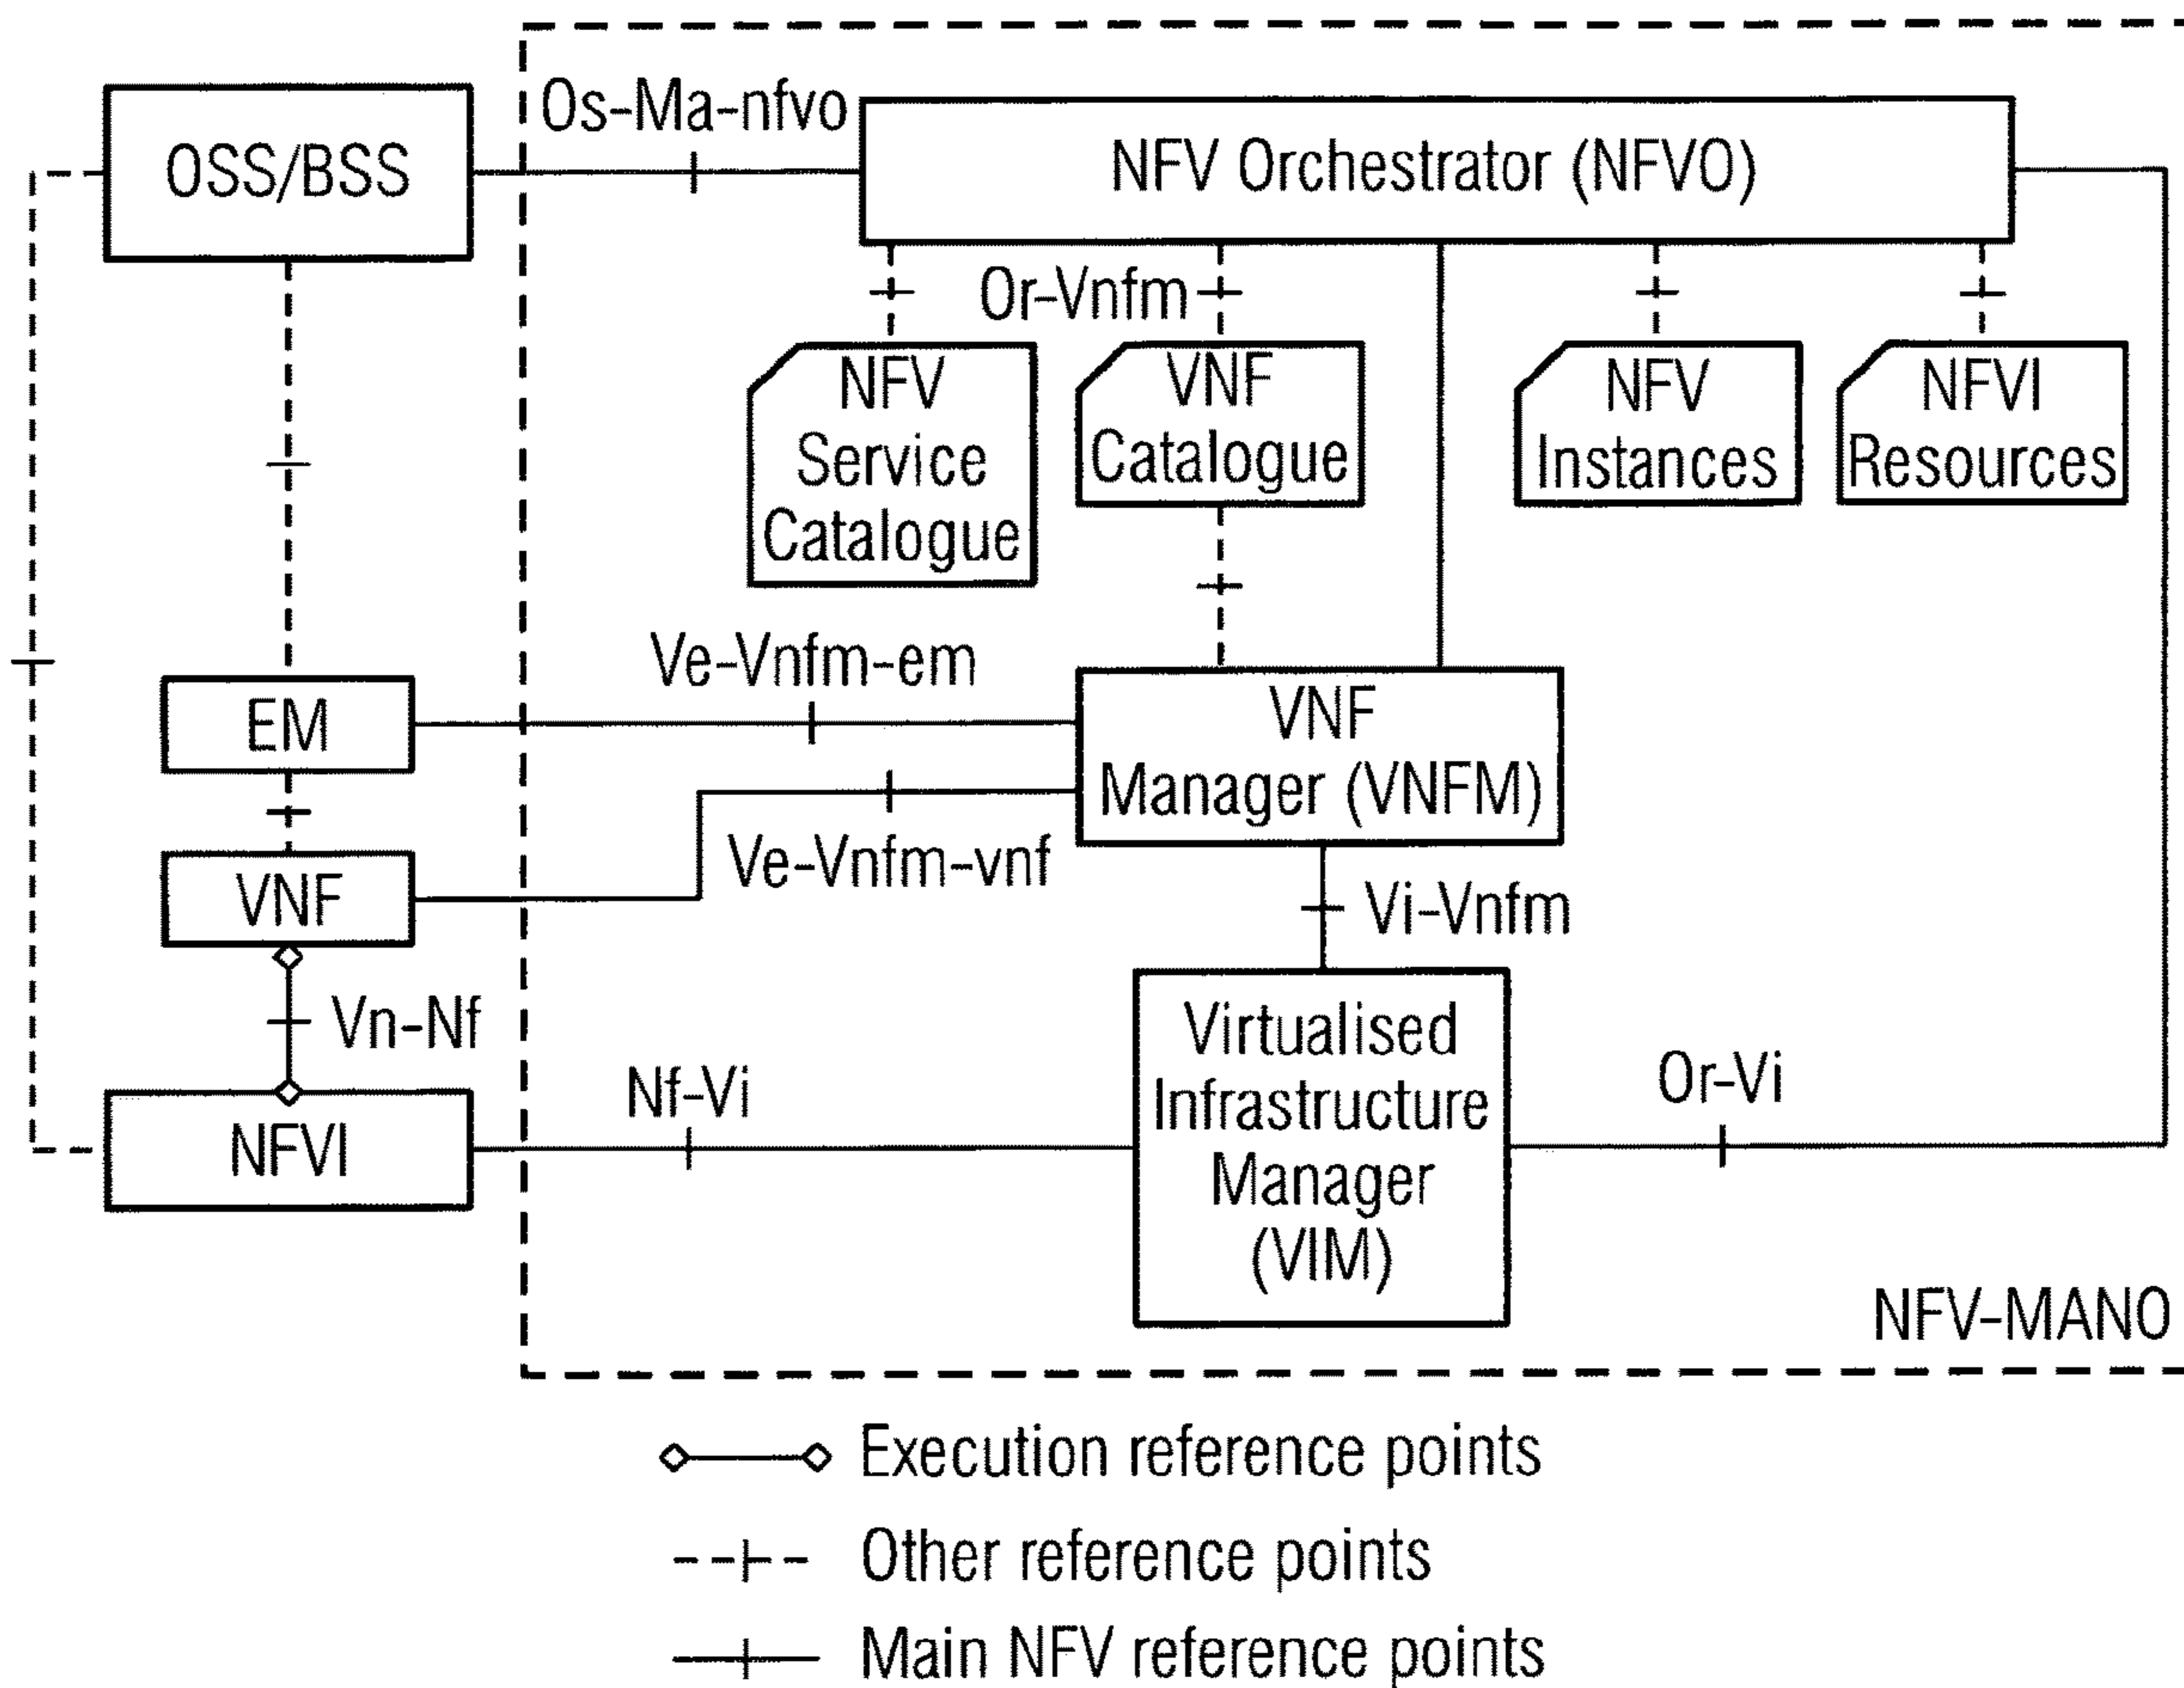 Os-Ma-nfvo
OSS/BSS
NFV Orchestrator (NFVO)
Or-Vnfm
NFV
Service
Catalogue
VNF
Catalogue
NFV
Instances
NFVI
Resources
Ve-Vnfm-em
EM
VNF
Manager (VNFM)
Ve-Vnfm-vnf
VNF
Vi-Vnfm
Vn-Nf
Virtualised
Infrastructure
Manager
(VIM)
Nf-Vi
Or-Vi
NFVI
NFV-MANO
Execution reference points
Other reference points
Main NFV reference points